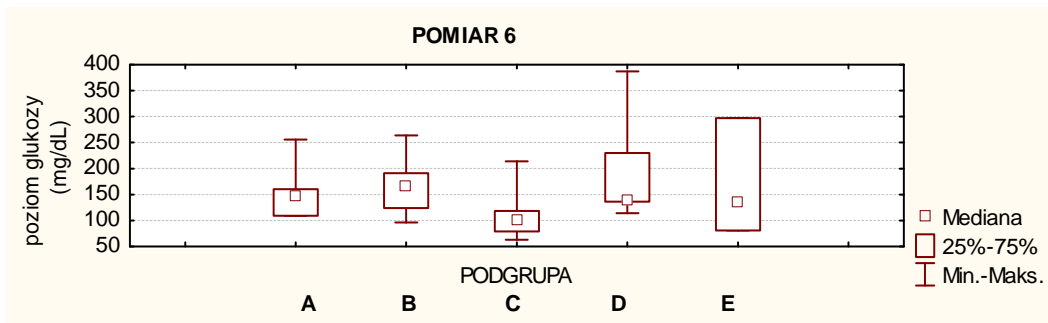 POMIAR 6
poziom glukozy
(mg/dL)
400
350
300
250
200
150
100
50
PODGRUPA
A B C D E
Mediana
25%-75%
Min.-Maks.